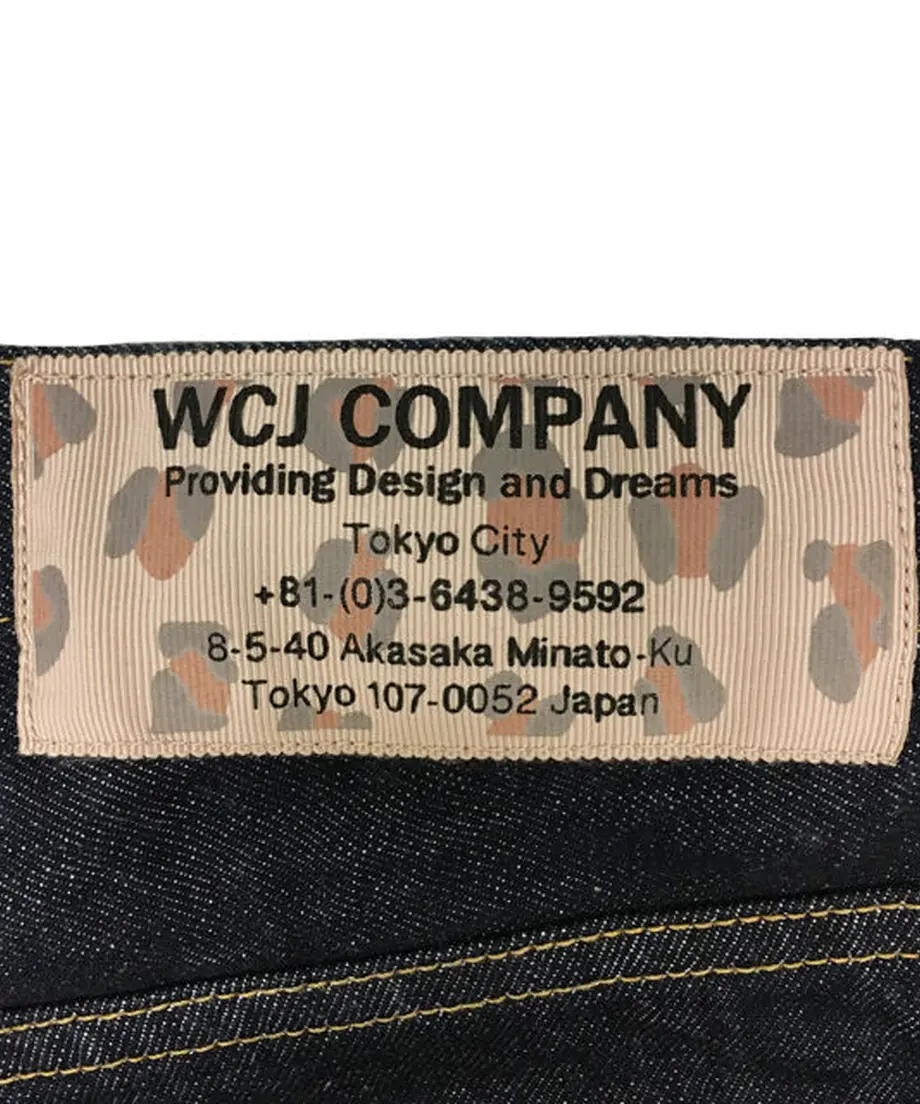 WCJ COMPANY
Providing Design and Dreams
Tokyo City
+81-(0)3-6438-9592
8-5-40 Akasaka Minato-Ku
Tokyo 107-0052 Japan